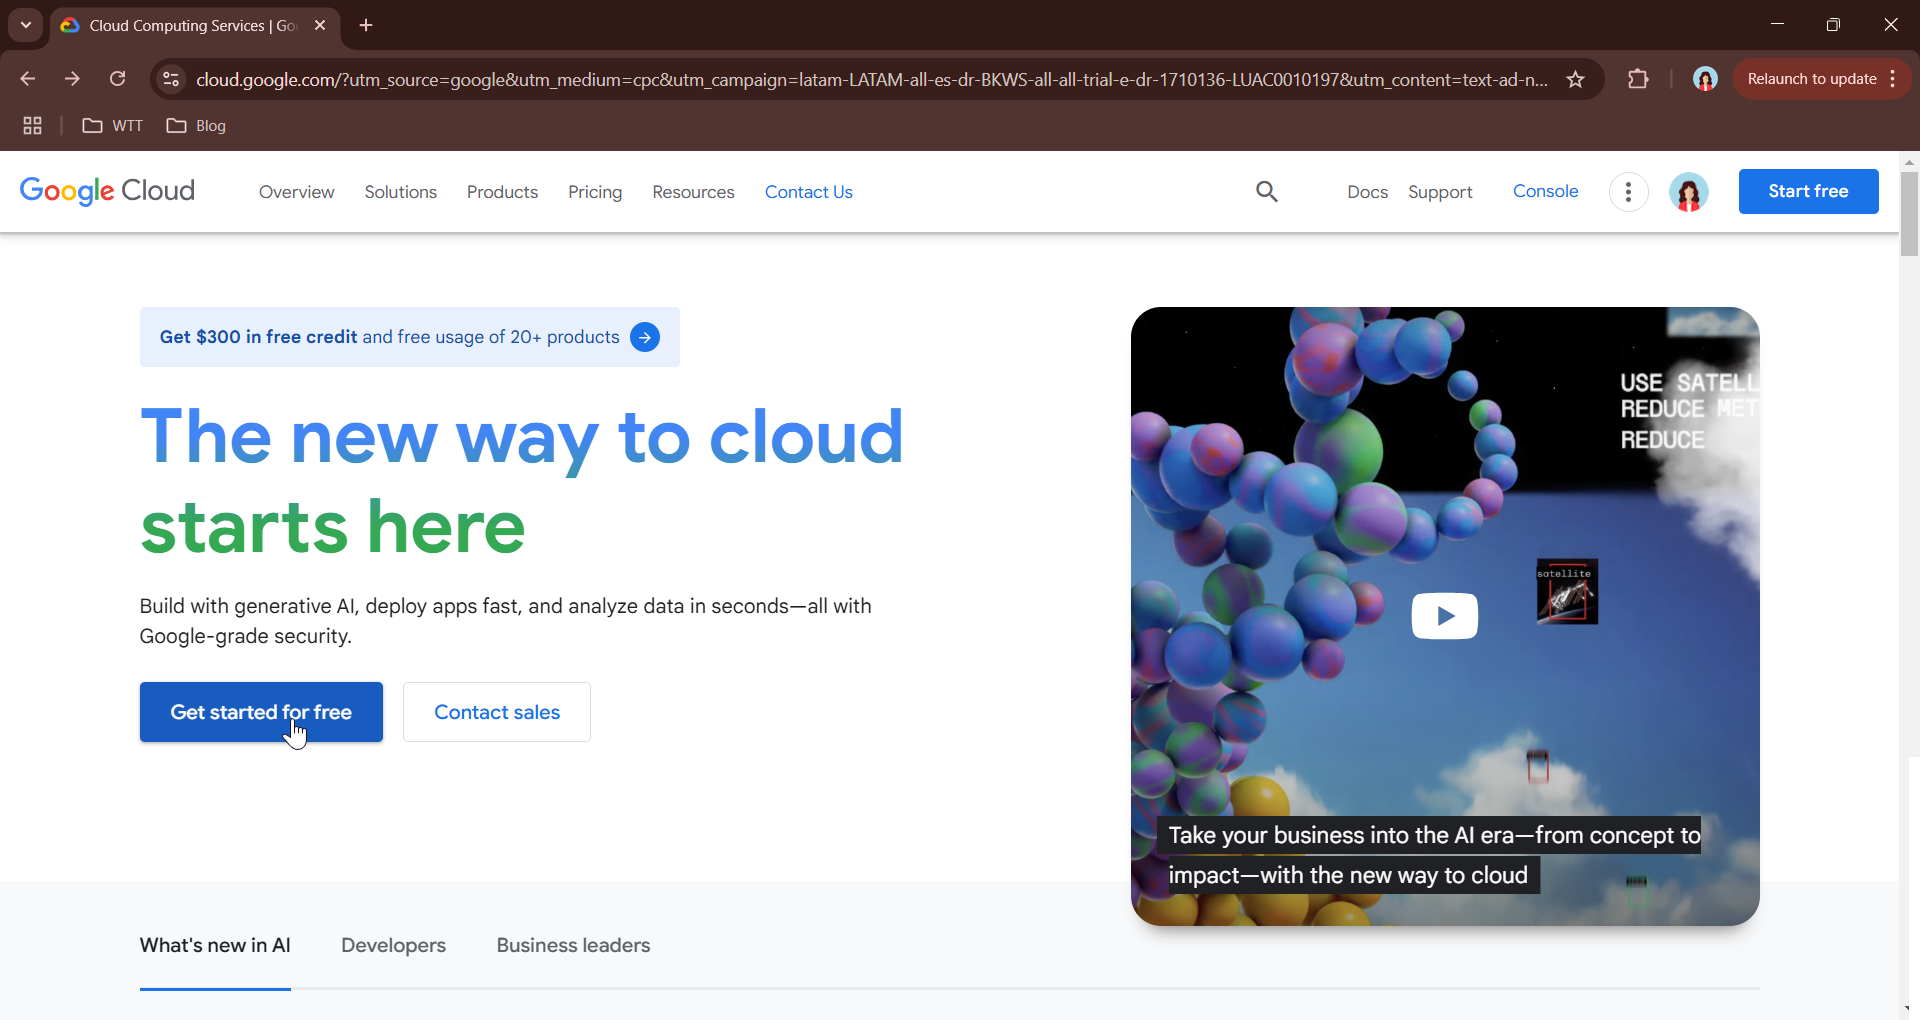 Cloud Computing Services | Go
cloud.google.com/?utm_source=google&utm_medium=cpc&utm_campaign=latam-LATAM-all-es-dr-BKWS-all-all-trial-e-dr-1710136-LUAC0010197&utm_content=text-ad-n...
Relaunch to update
WTT
Blog
Google Cloud
Overview
Solutions
Products
Pricing
Resources
Contact Us
Docs
Support
Console
Start free
Get $300 in free credit and free usage of 20+ products
The new way to cloud
starts here
Build with generative AI, deploy apps fast, and analyze data in seconds—all with
Google-grade security.
Get started for free
Contact sales
USE SATELL
REDUCE MET
REDUCE
satellite
Take your business into the AI era—from concept to
impact—with the new way to cloud
What's new in AI
Developers
Business leaders